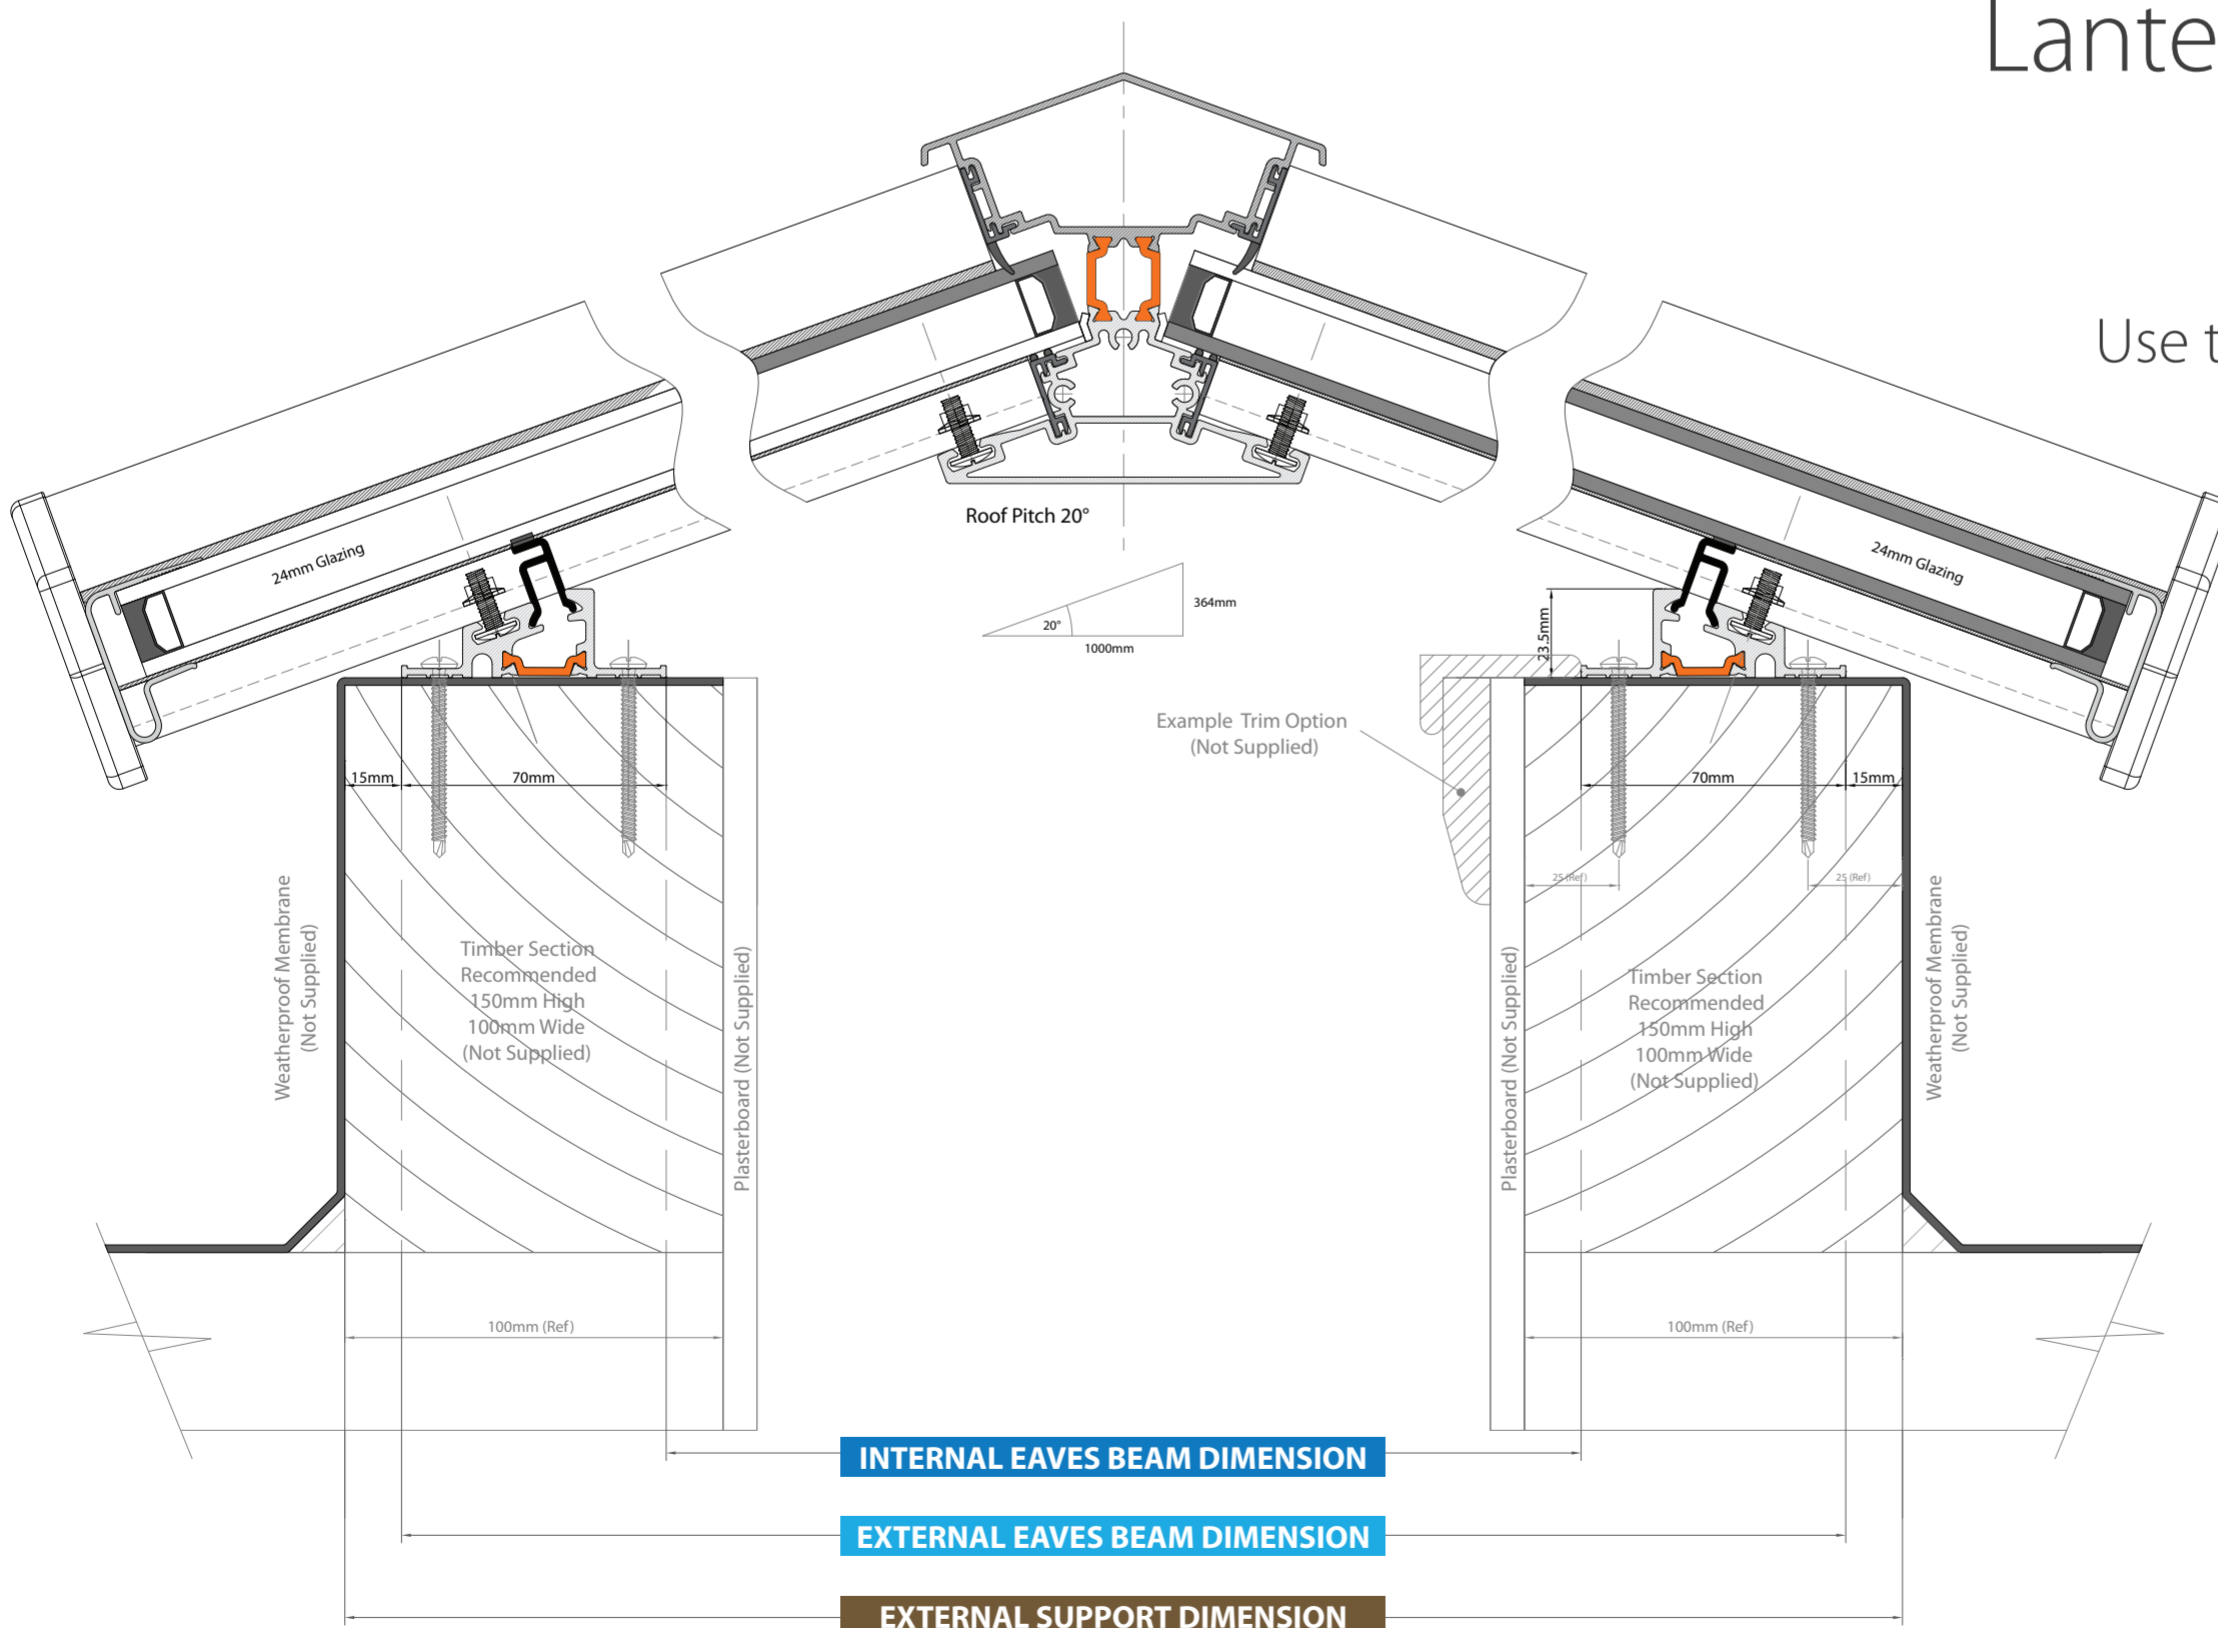 Lante
Use t
24mm Glazing
24mm Glazing
Roof Pitch 20°
20°
364mm
1000mm
23.5mm
Example Trim Option
(Not Supplied)
15mm
70mm
70mm
15mm
25 (Ref)
25 (Ref)
Weatherproof Membrane
(Not Supplied)
Timber Section
Recommended
150mm High
100mm Wide
(Not Supplied)
Plasterboard (Not Supplied)
Plasterboard (Not Supplied)
Timber Section
Recommended
150mm High
100mm Wide
(Not Supplied)
Weatherproof Membrane
(Not Supplied)
100mm (Ref)
100mm (Ref)
INTERNAL EAVES BEAM DIMENSION
EXTERNAL EAVES BEAM DIMENSION
EXTERNAL SUPPORT DIMENSION